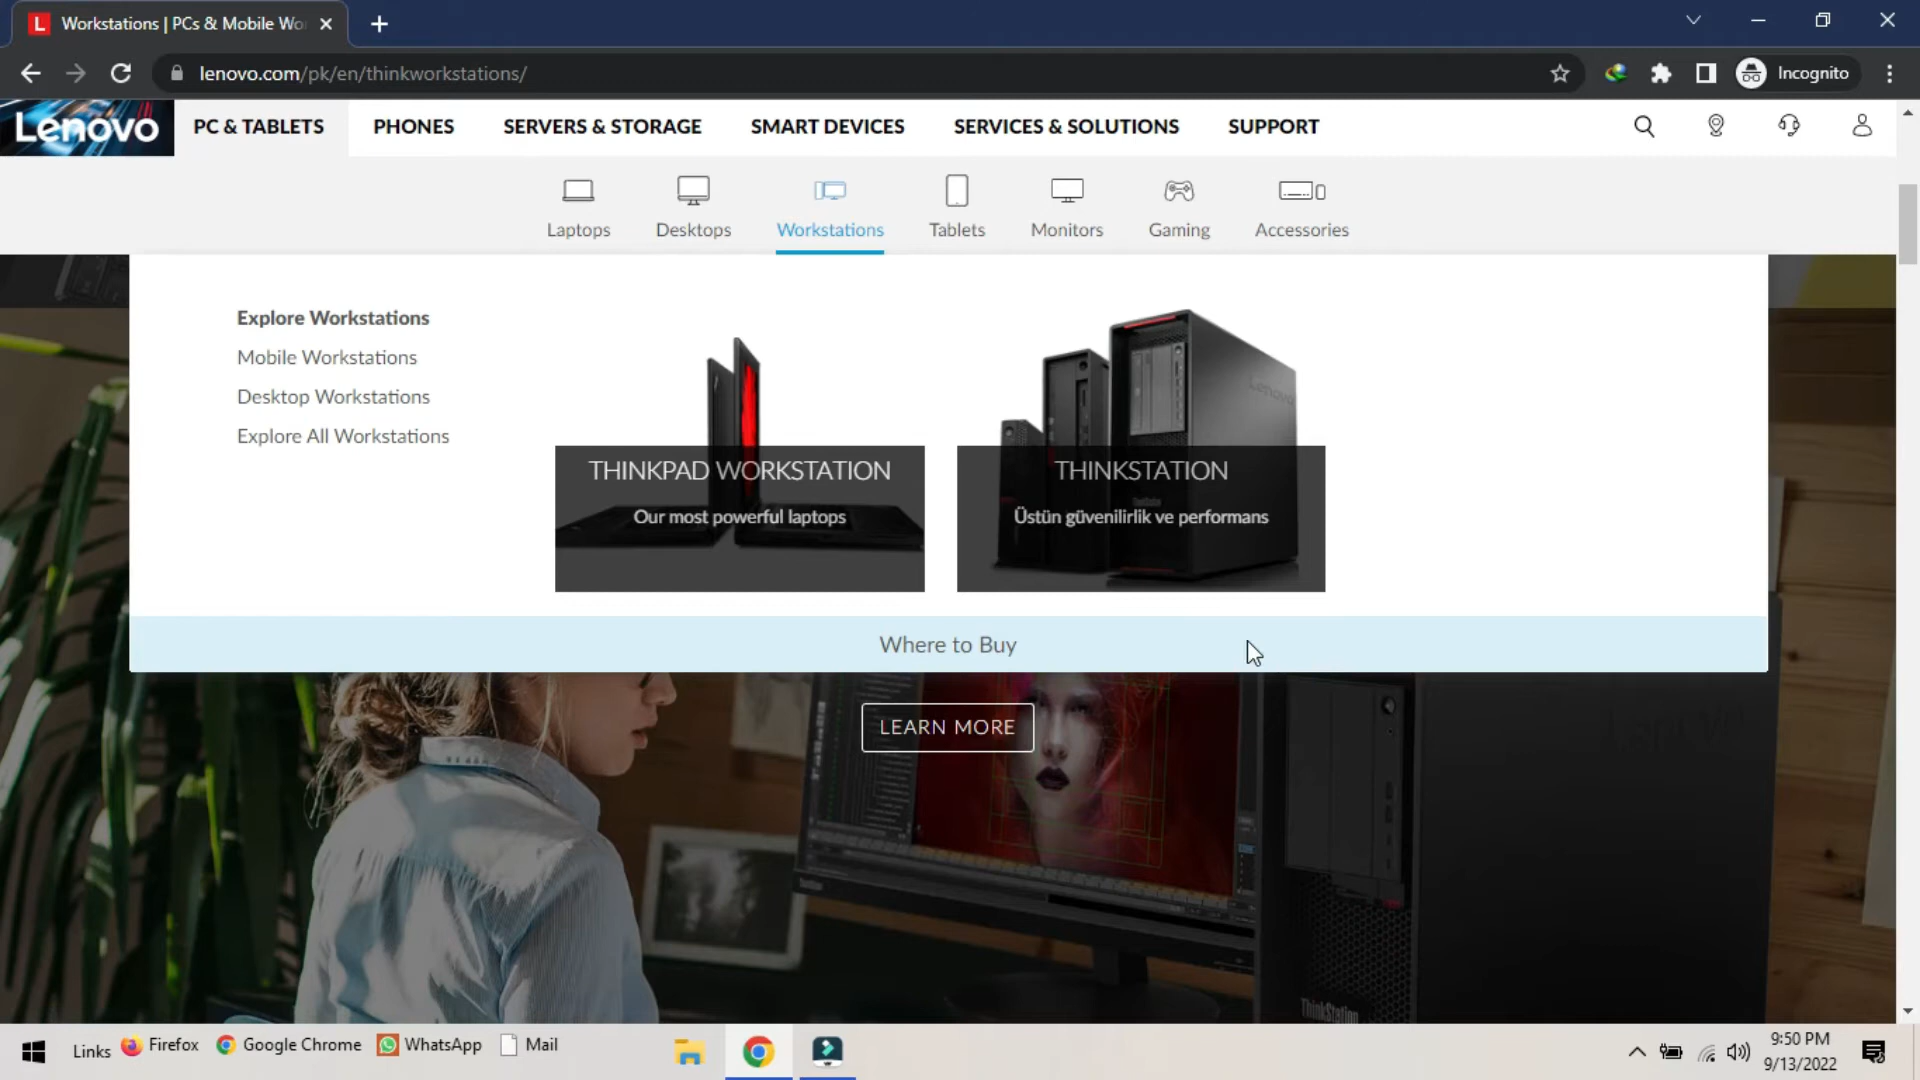 Workstations | PCs & Mobile Wo
lenovo.com/pk/en/thinkworkstations/
Incognito
Lenovo
PC & TABLETS
PHONES
SERVERS & STORAGE
SMART DEVICES
SERVICES & SOLUTIONS
SUPPORT
Laptops
Desktops
Workstations
Tablets
Monitors
Gaming
Accessories
Explore Workstations
Mobile Workstations
Desktop Workstations
Explore All Workstations
THINKPAD WORKSTATION
Our most powerful laptops
Lenovo
THINKSTATION
Üstün güvenilirlik ve performans
Where to Buy
LEARN MORE
ThinkStation
Links
Firefox
Google Chrome
WhatsApp
Mail
9:50 PM
9/13/2022